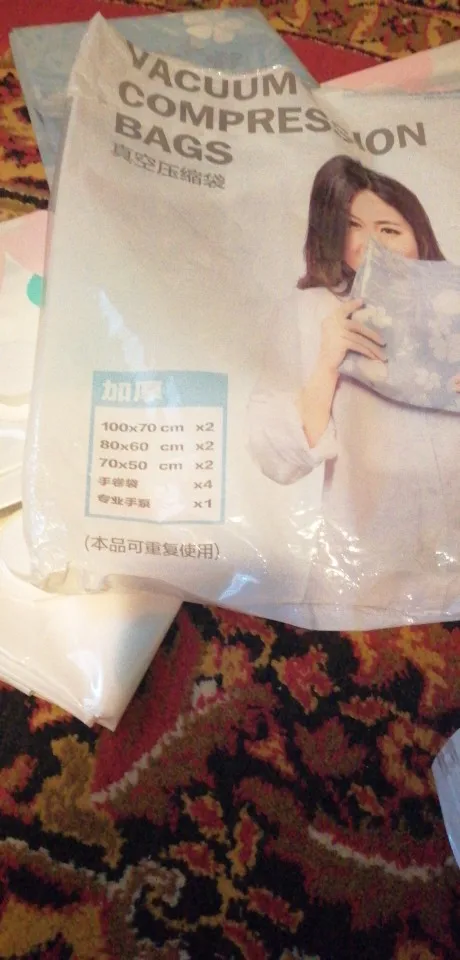 VACUUM
COMPRESSION
BAGS
真空压缩袋
加厚
100x70 cm x2
80x60 cm x2
70x50 cm x2
手卷袋 x4
专业手泵 x1
(本品可重复使用)